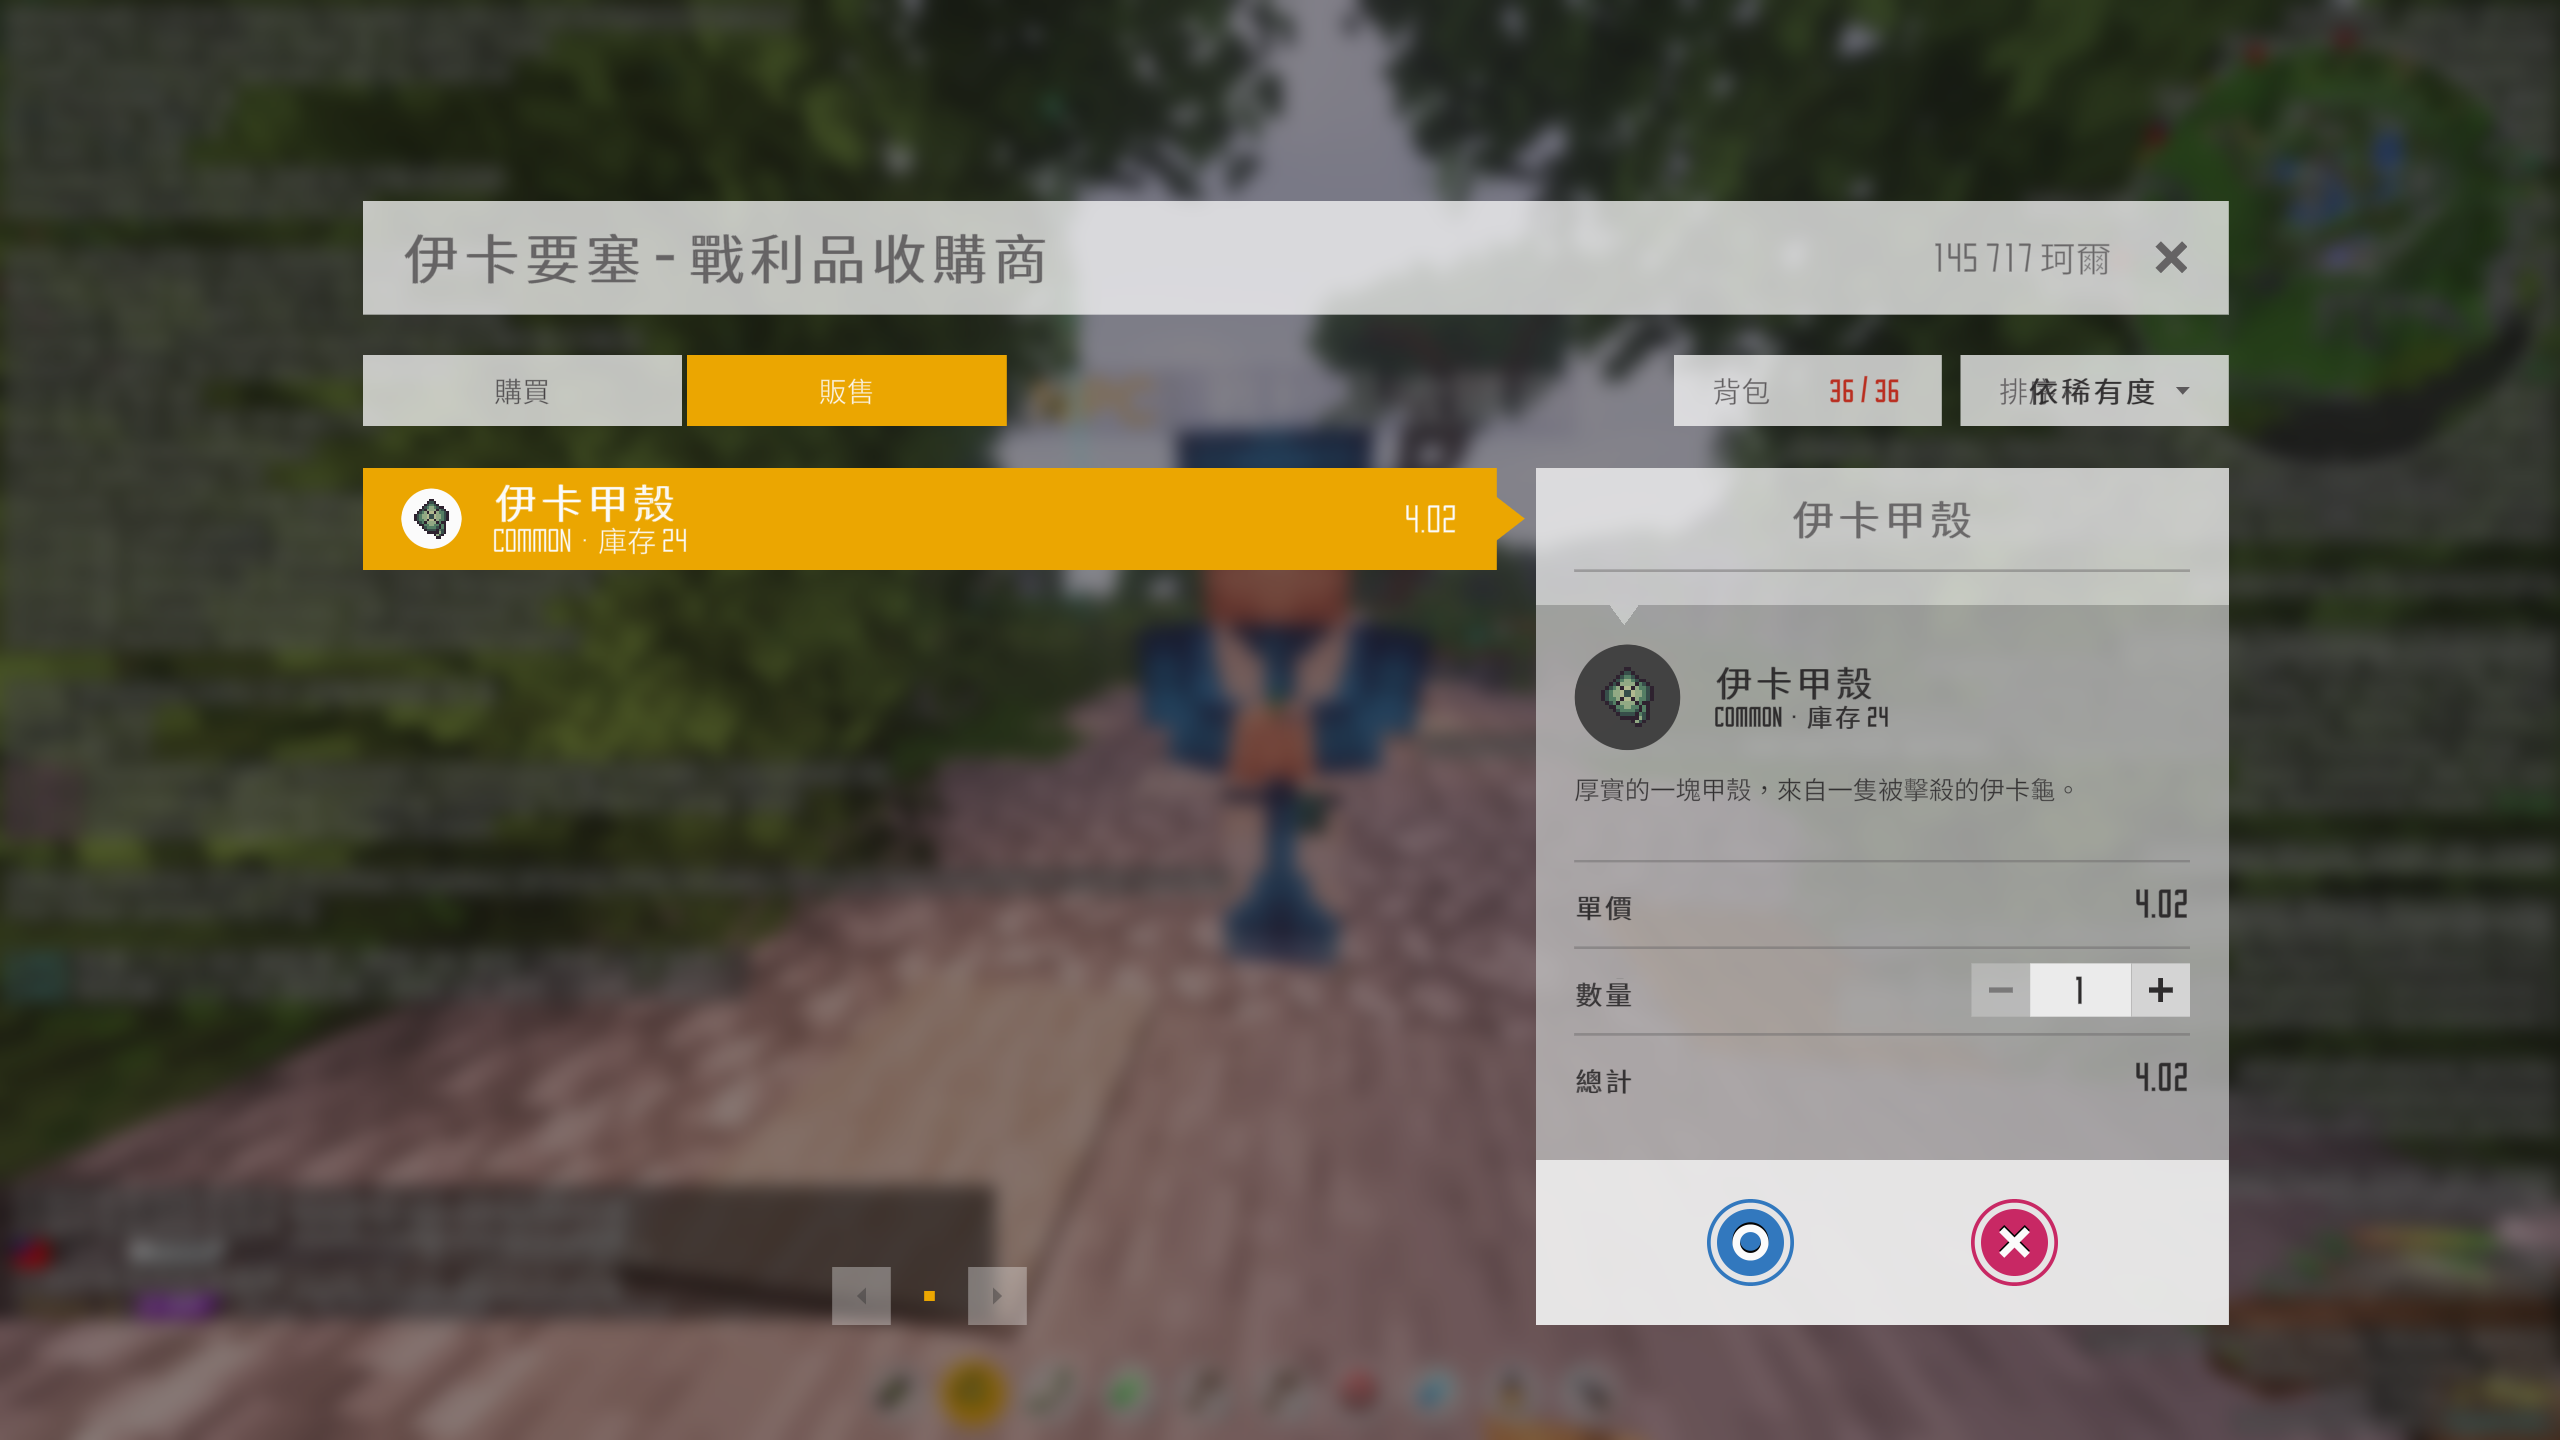 伊卡要塞 - 戰利品收購商
145 717 珂爾
購買
販售
背包 36 / 36
依稀有度
伊卡甲殼
COMMON · 庫存 24
4.02
伊卡甲殼
伊卡甲殼
COMMON · 庫存 24
厚實的一塊甲殼，來自一隻被擊殺的伊卡龜。
單價 4.02
數量 1
總計 4.02